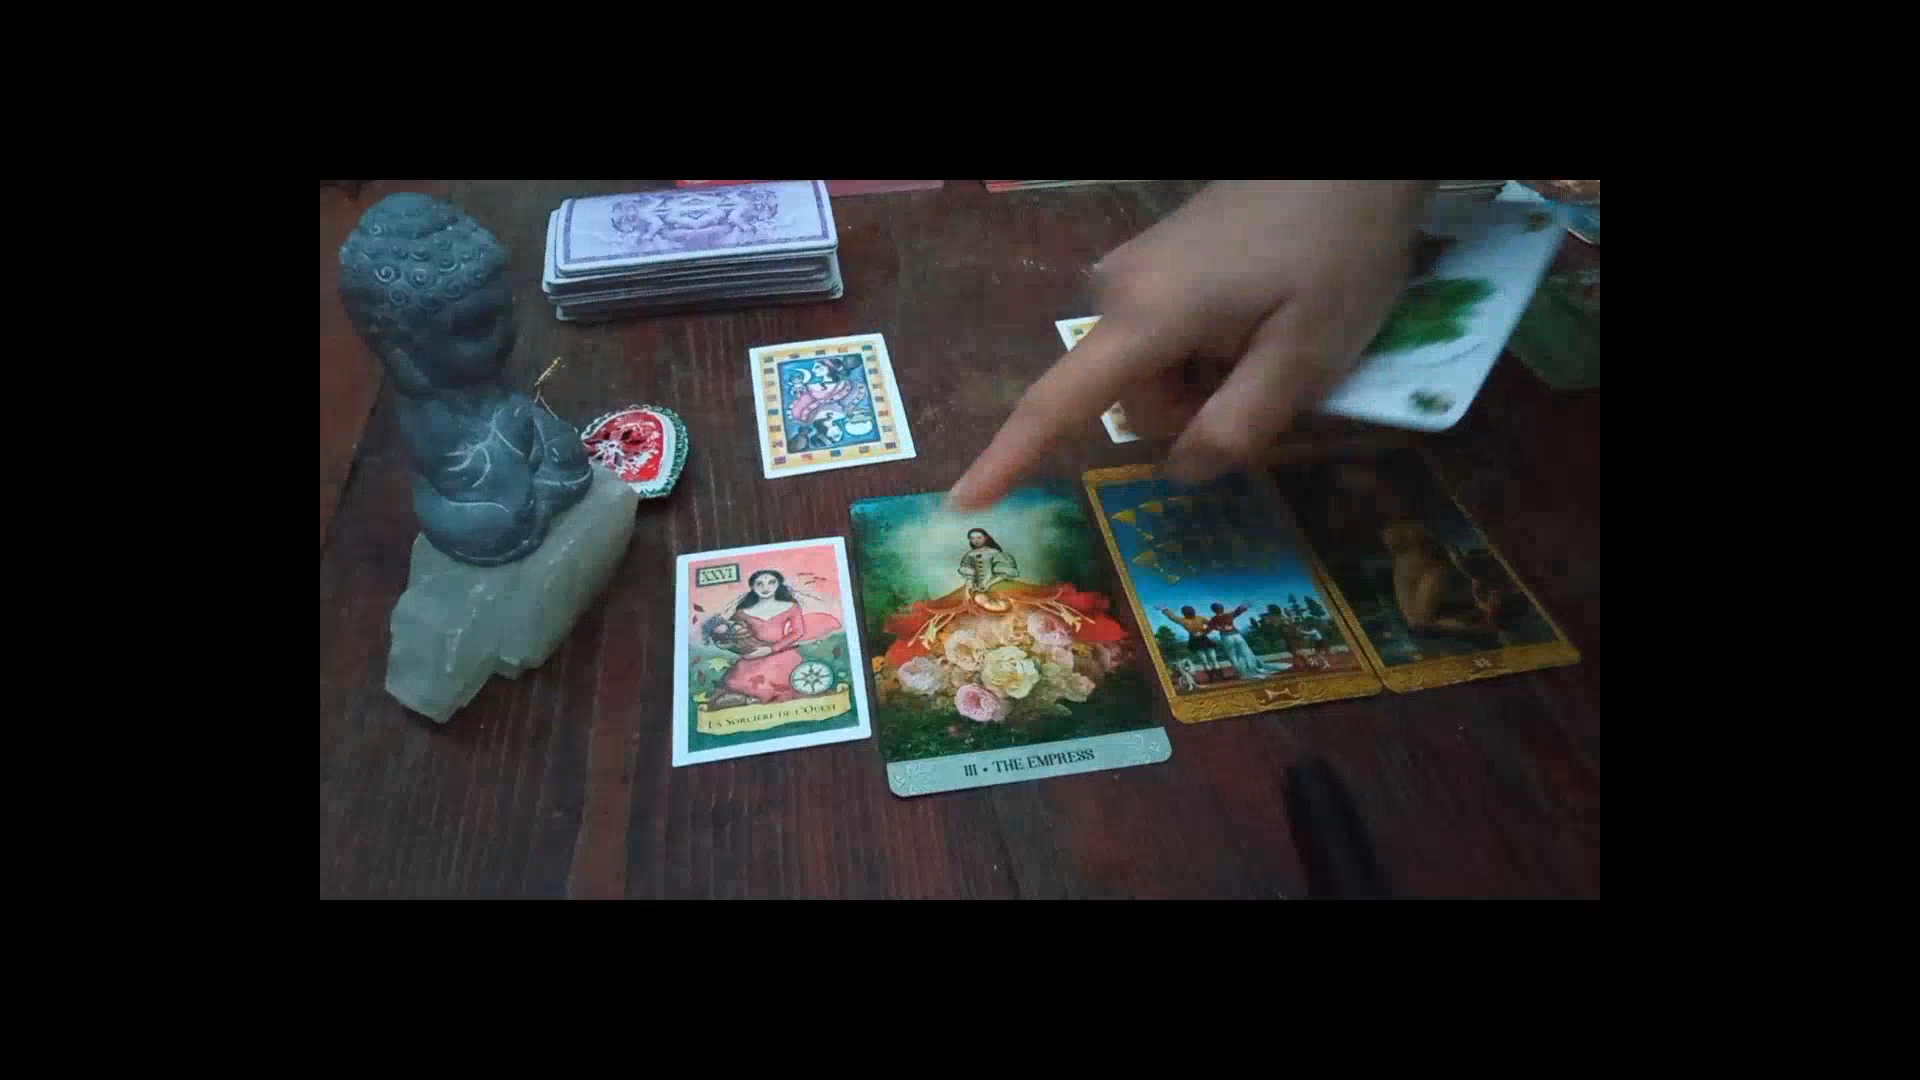 XXVI
LA SORCIÈRE DE L'OUEST
III • THE EMPRESS